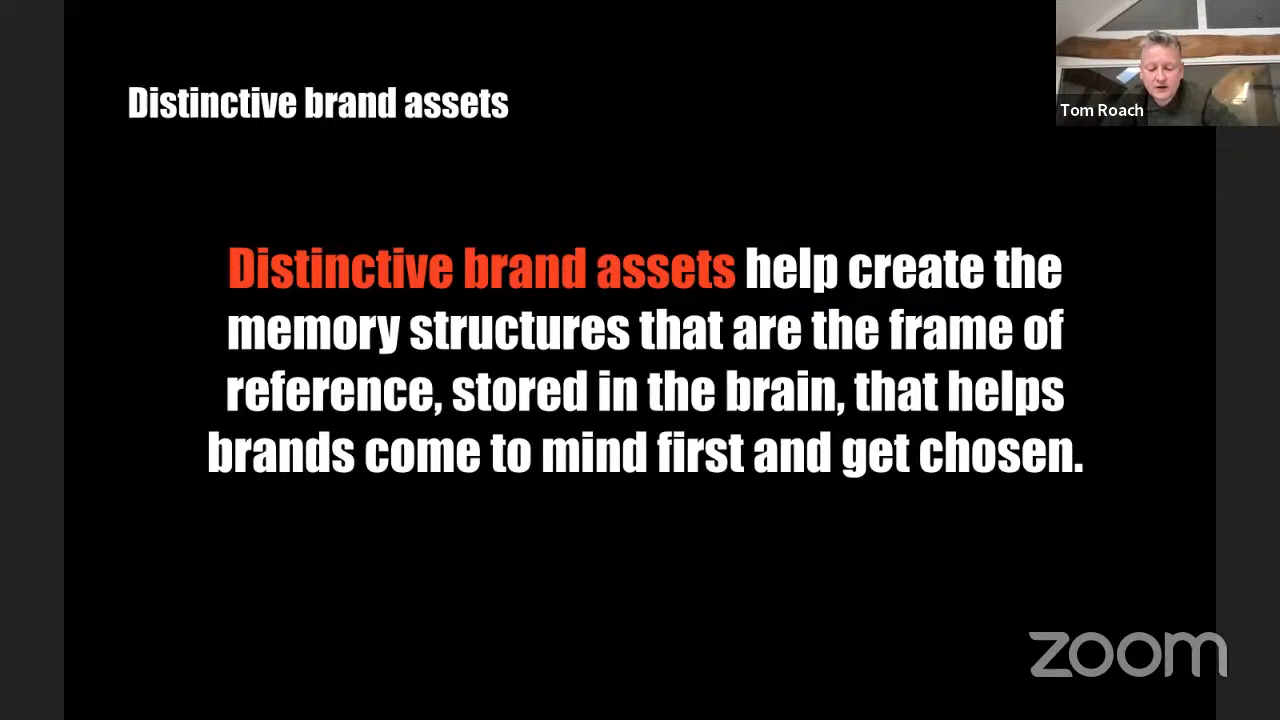 Distinctive brand assets
Tom Roach
Distinctive brand assets help create the
memory structures that are the frame of
reference, stored in the brain, that helps
brands come to mind first and get chosen.
zoom